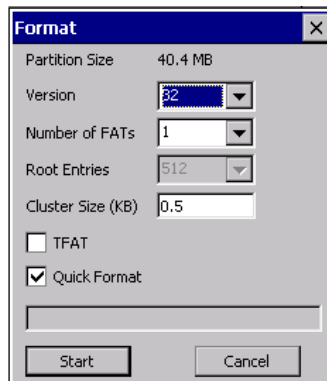 Format
Partition Size 40.4 MB
Version 32
Number of FATs 1
Root Entries 512
Cluster Size (KB) 0.5
TFAT
Quick Format
Start Cancel